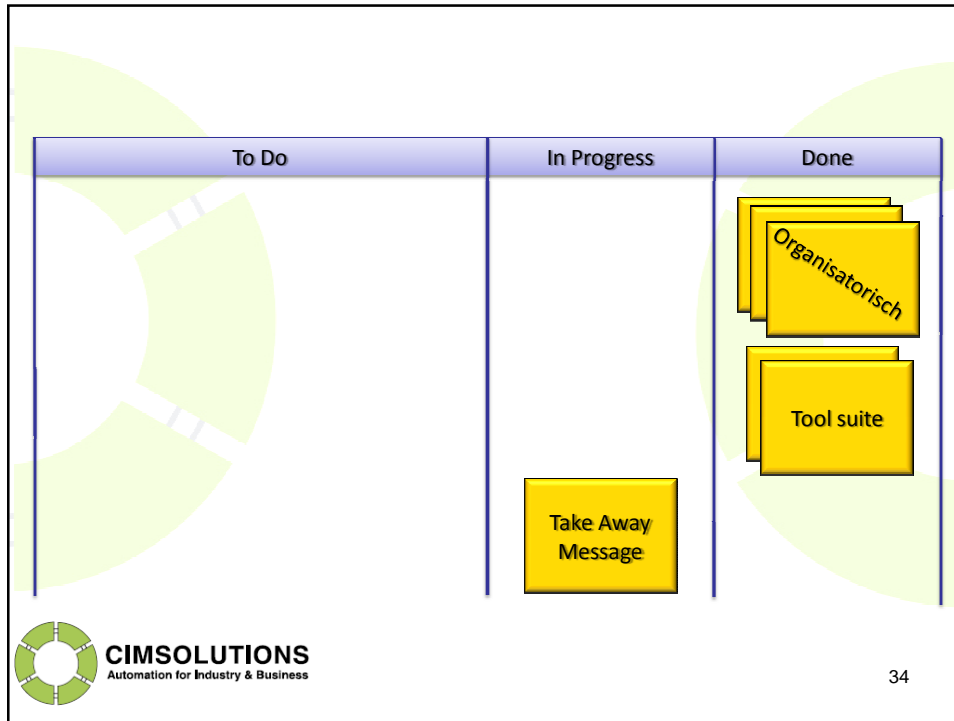 To Do
In Progress
Done
Organisatorisch
Tool suite
Take Away
Message
CIMSOLUTIONS
Automation for Industry & Business
34